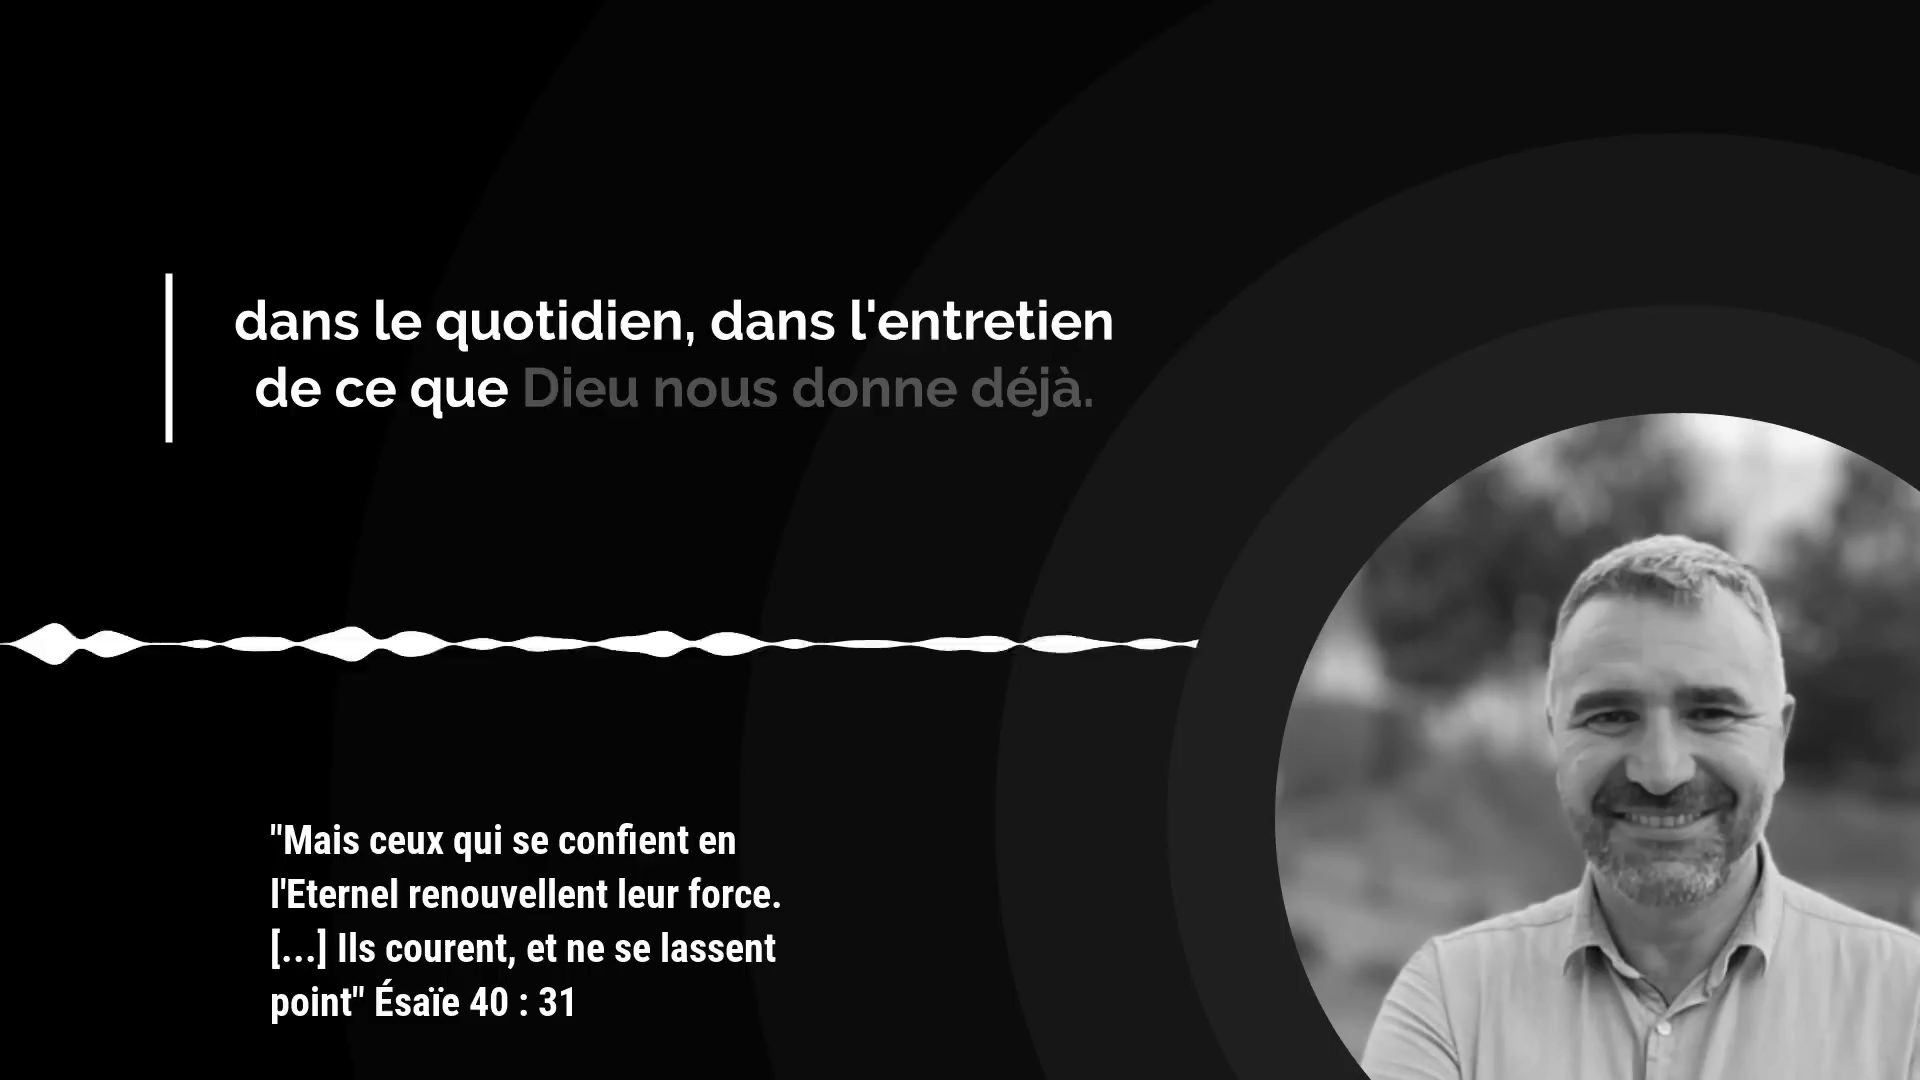 dans le quotidien, dans l'entretien
de ce que Dieu nous donne déjà.
"Mais ceux qui se confient en
l'Eternel renouvellent leur force.
[...] Ils courent, et ne se lassent
point" Ésaïe 40 : 31